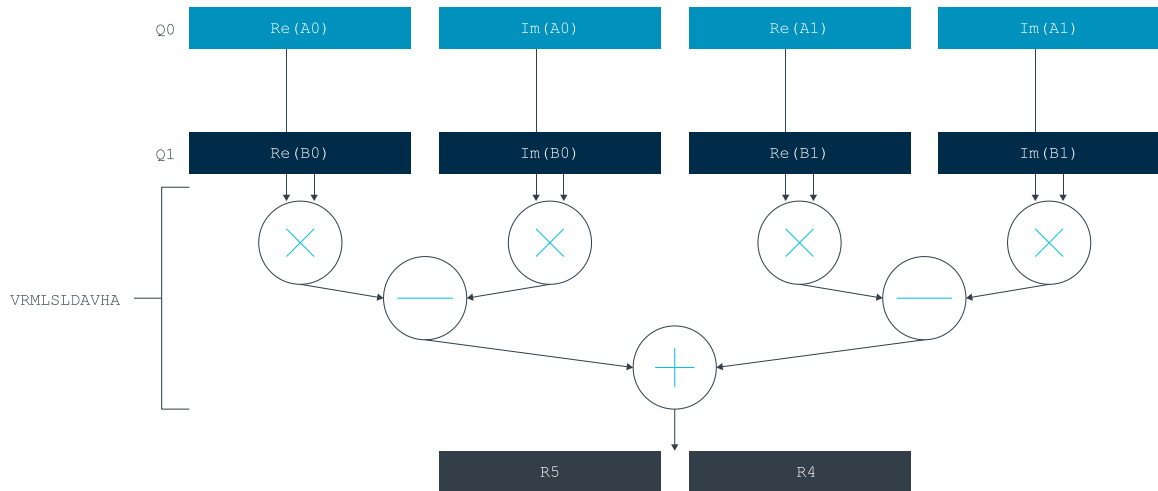 Q0 Re(A0) Im(A0) Re(A1) Im(A1)
Q1 Re(B0) Im(B0) Re(B1) Im(B1)
VRMLSLDAVHA
R5 R4